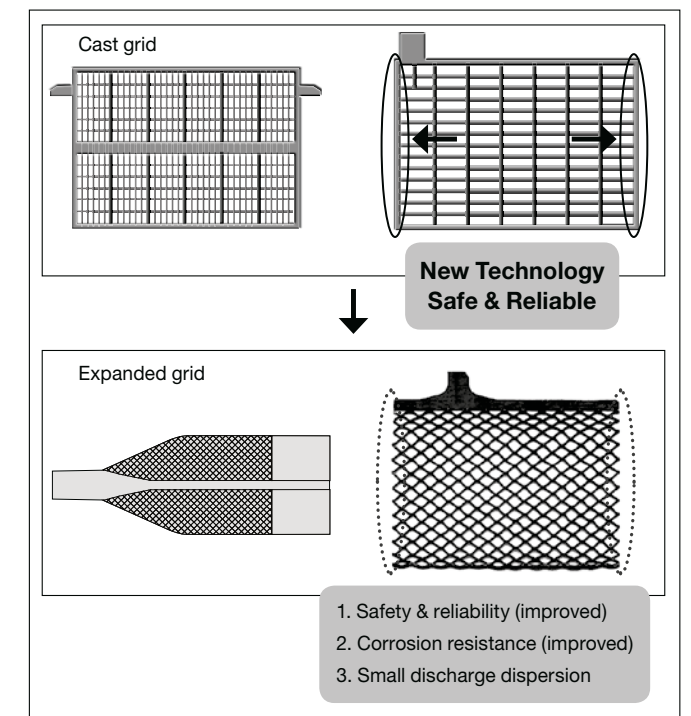 Cast grid
New Technology
Safe & Reliable
Expanded grid
1. Safety & reliability (improved)
2. Corrosion resistance (improved)
3. Small discharge dispersion